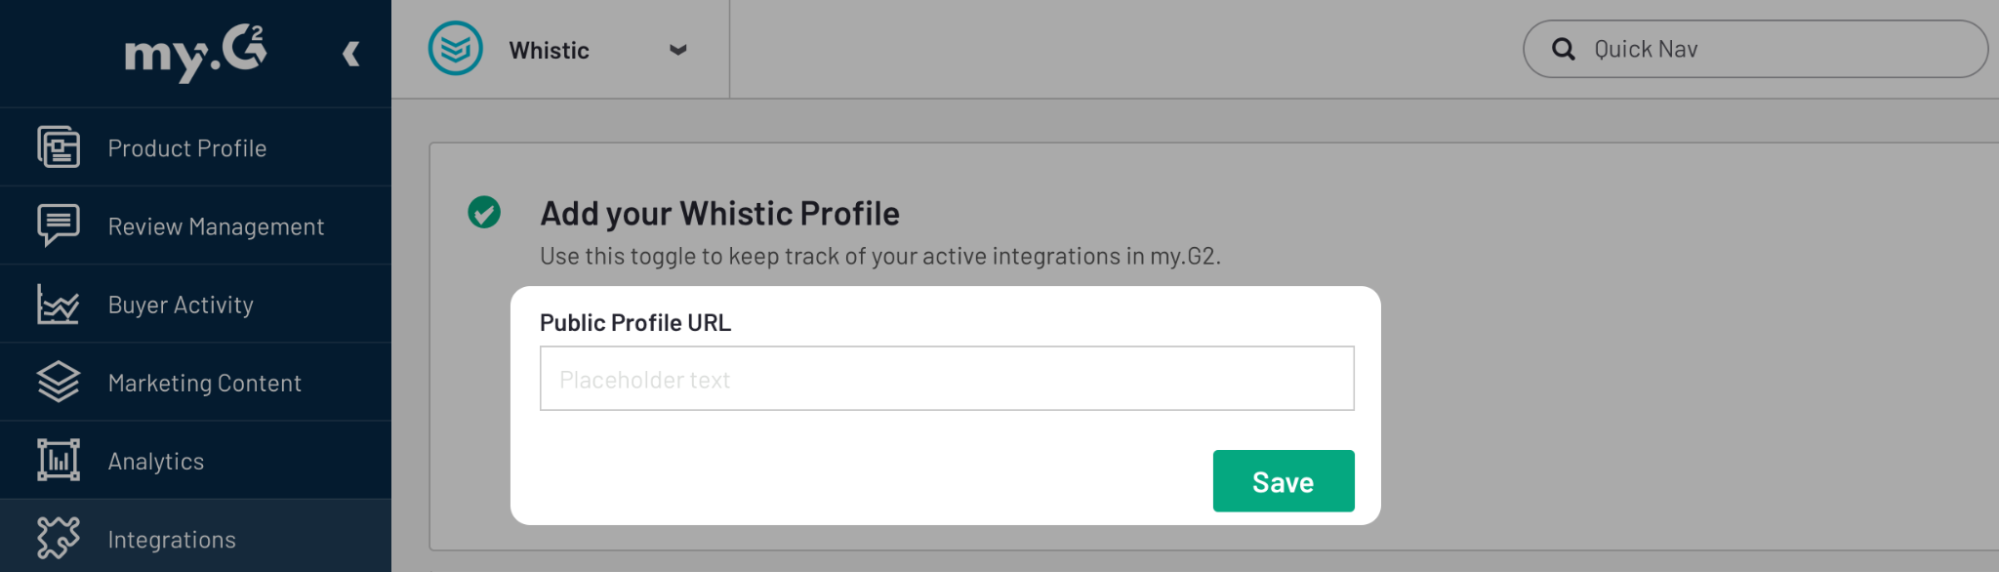 my.G2
Whistic
Quick Nav
Product Profile
Review Management
Buyer Activity
Marketing Content
Analytics
Integrations
Add your Whistic Profile
Use this toggle to keep track of your active integrations in my.G2.
Public Profile URL
Placeholder text
Save